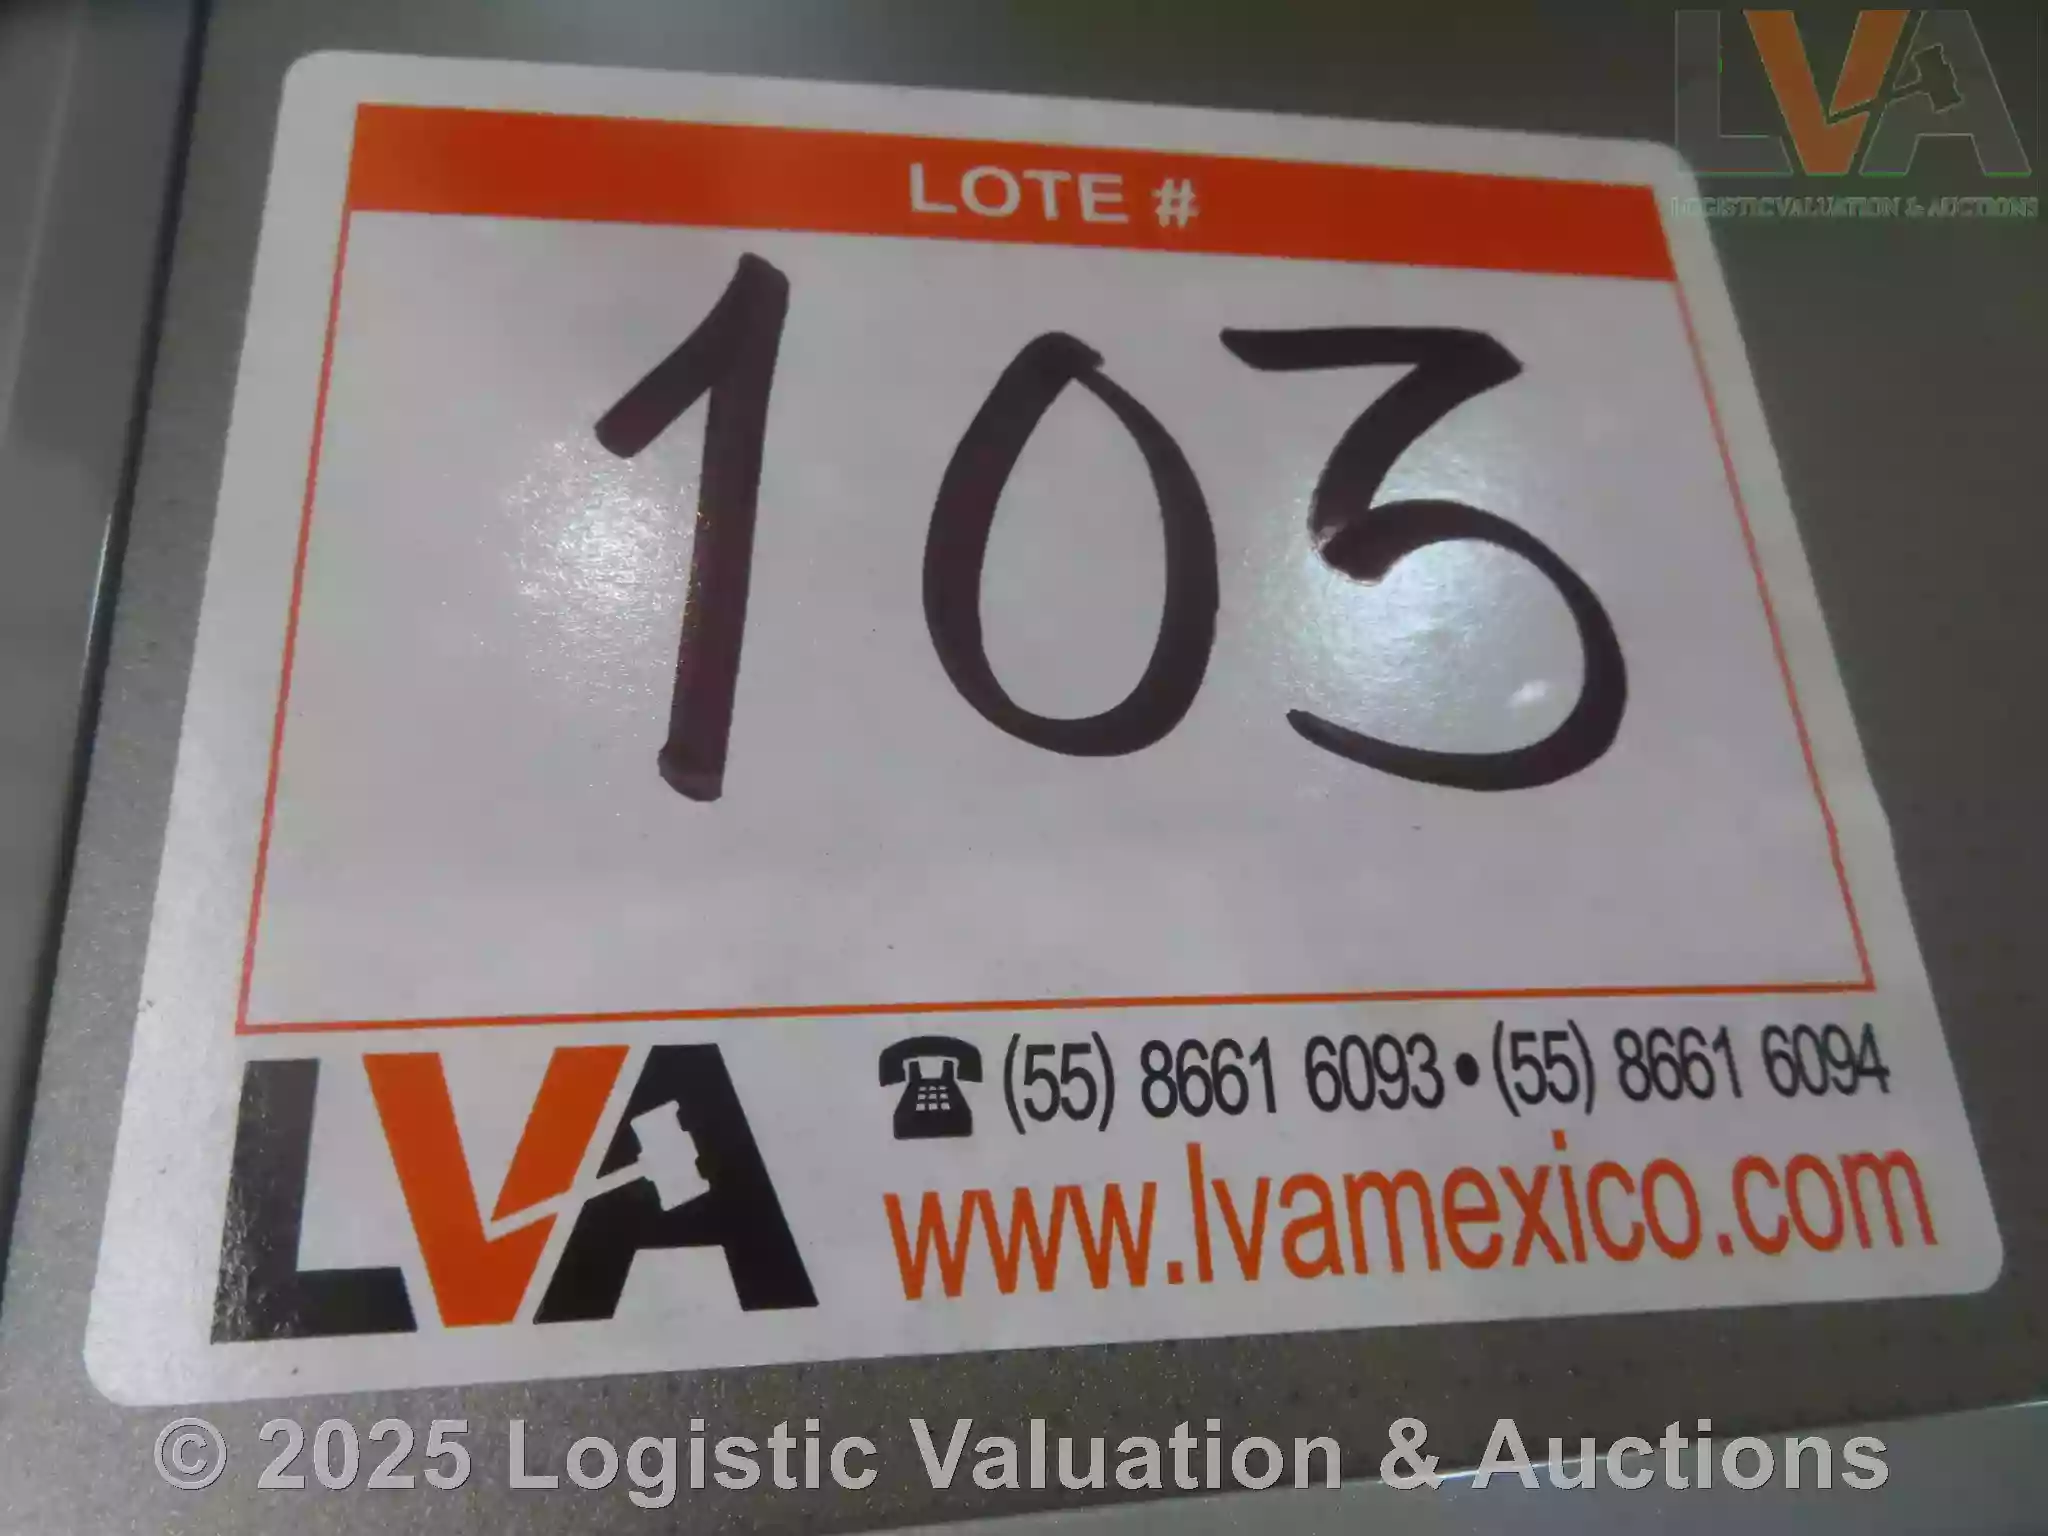 LVA
LOGISTIC VALUATION & AUCTIONS
LOTE #
103
LVA
(55) 8661 6093 • (55) 8661 6094
www.lvamexico.com
© 2025 Logistic Valuation & Auctions